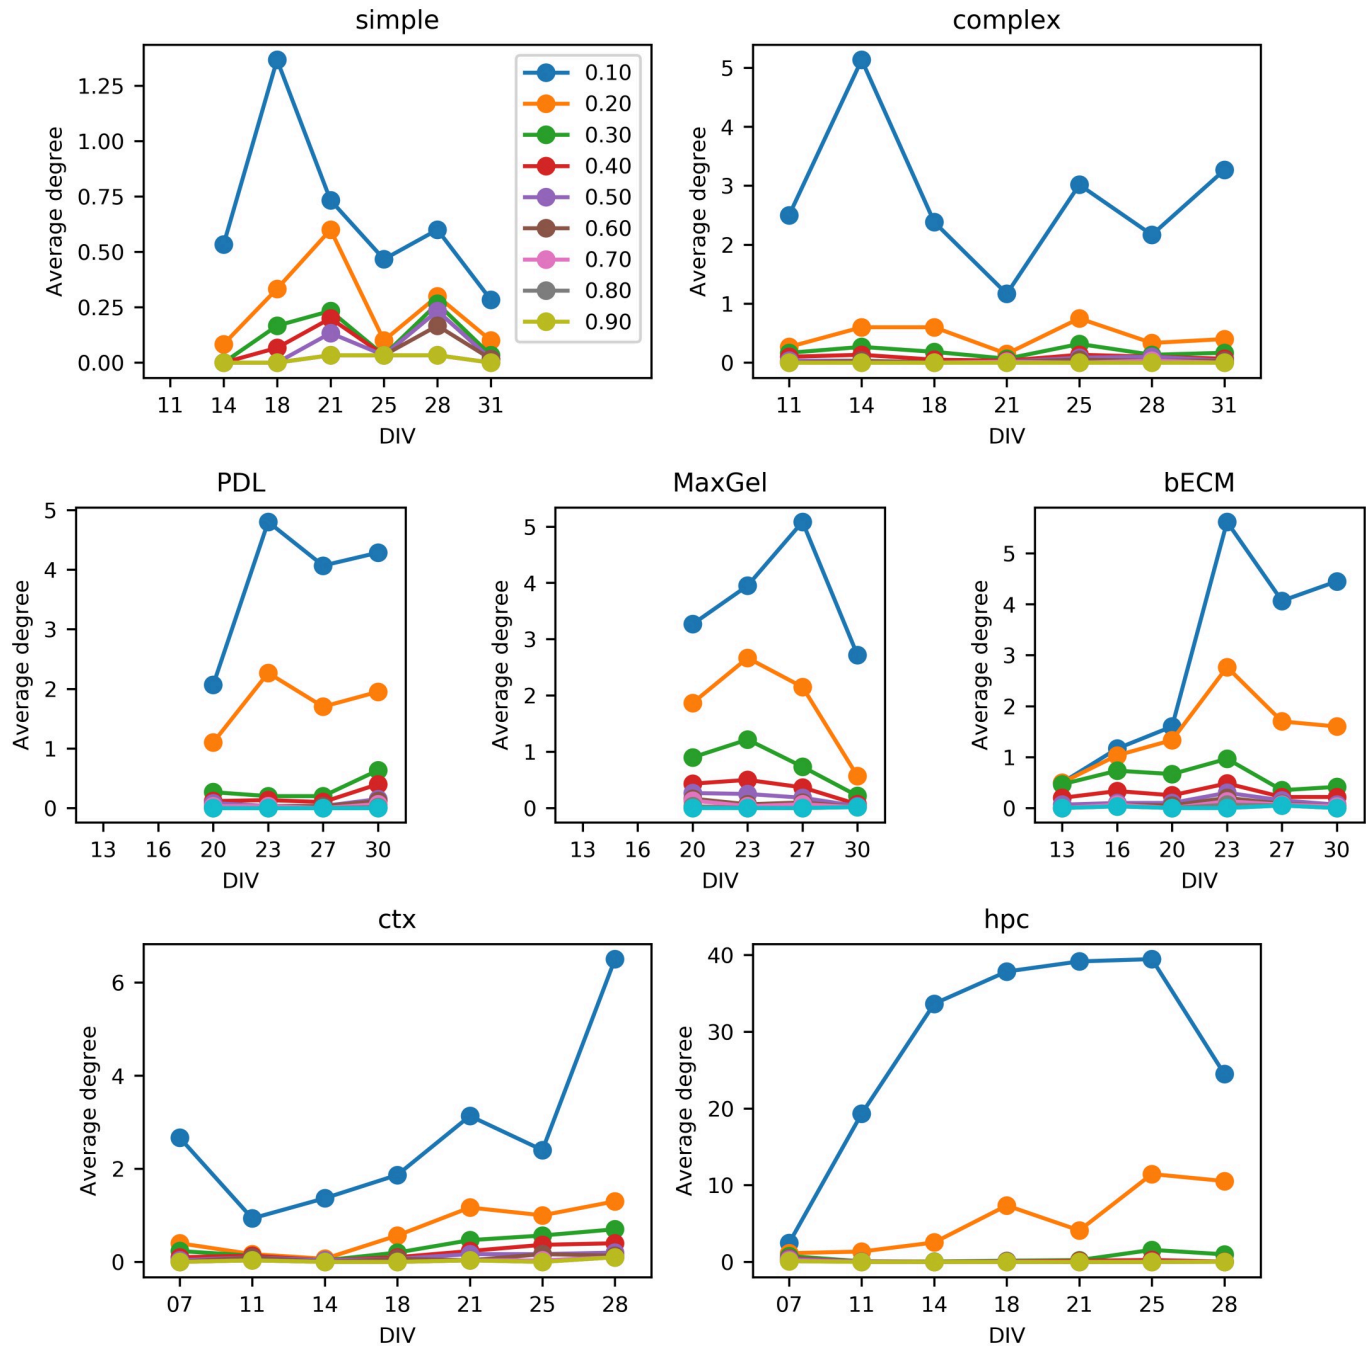 simple
Average degree
1.25
1.00
0.75
0.50
0.25
0.00
11 14 18 21 25 28 31
DIV
0.10
0.20
0.30
0.40
0.50
0.60
0.70
0.80
0.90
complex
Average degree
5
4
3
2
1
0
11 14 18 21 25 28 31
DIV
PDL
Average degree
5
4
3
2
1
0
13 16 20 23 27 30
DIV
MaxGel
Average degree
5
4
3
2
1
0
13 16 20 23 27 30
DIV
bECM
Average degree
5
4
3
2
1
0
13 16 20 23 27 30
DIV
ctx
Average degree
6
4
2
0
07 11 14 18 21 25 28
DIV
hpc
Average degree
40
30
20
10
0
07 11 14 18 21 25 28
DIV